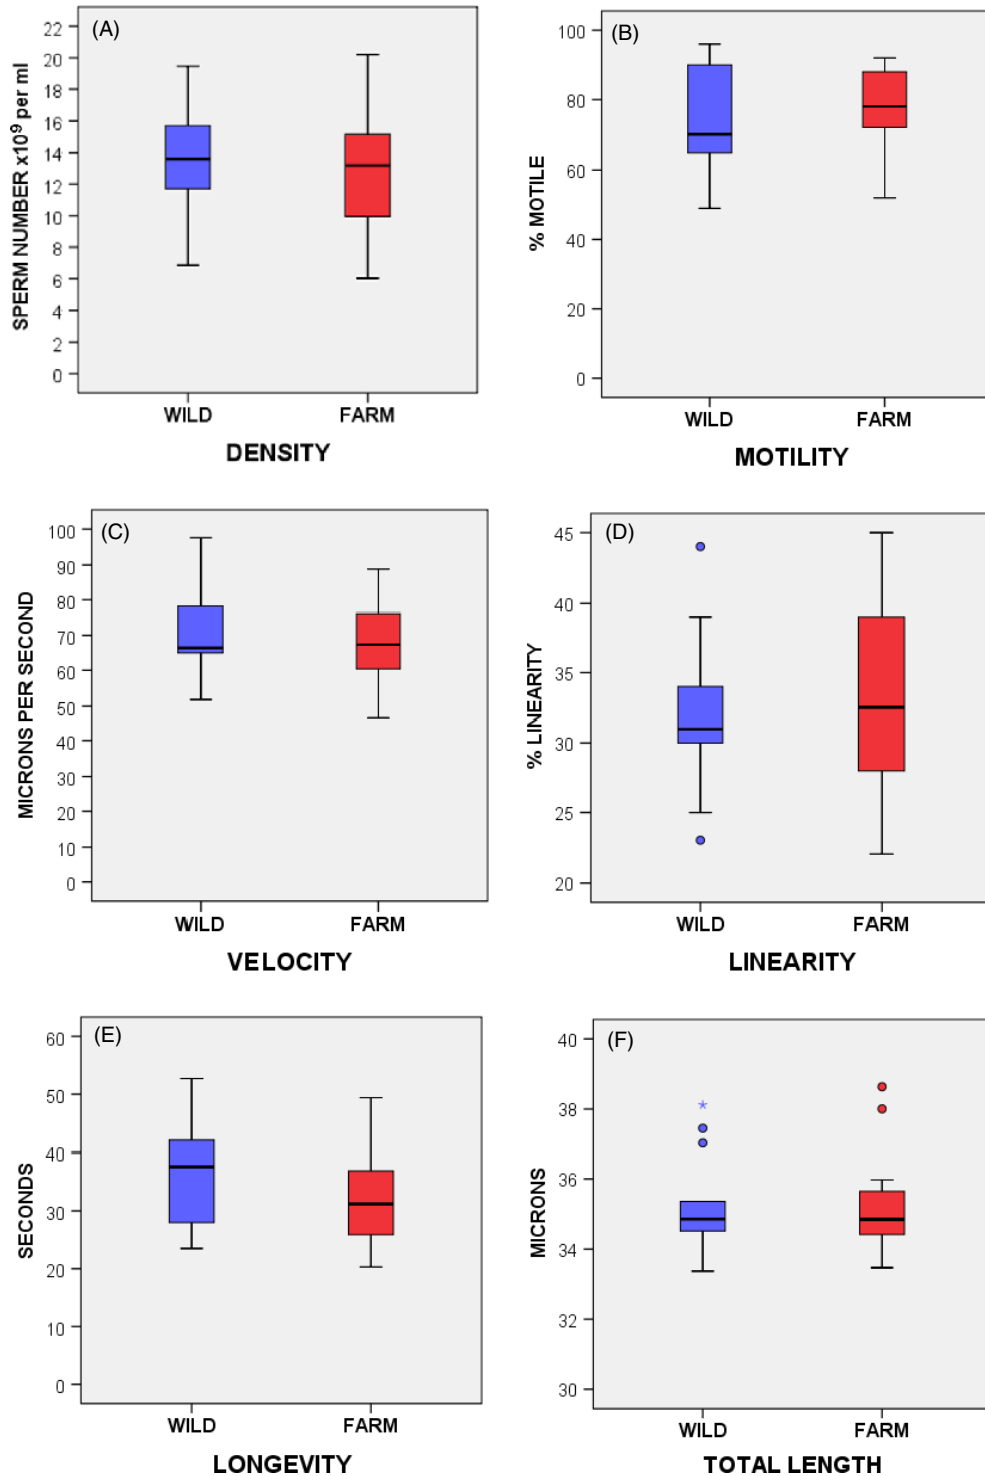 (A)
SPERM NUMBER x10⁹ per ml
22
20
18
16
14
12
10
8
6
4
2
0
WILD FARM
DENSITY
(B)
% MOTILE
100
80
60
40
20
0
WILD FARM
MOTILITY
(C)
MICRONS PER SECOND
100
90
80
70
60
50
40
30
20
10
0
WILD FARM
VELOCITY
(D)
% LINEARITY
45
40
35
30
25
20
WILD FARM
LINEARITY
(E)
SECONDS
60
50
40
30
20
10
0
WILD FARM
LONGEVITY
(F)
MICRONS
40
38
36
34
32
30
WILD FARM
TOTAL LENGTH